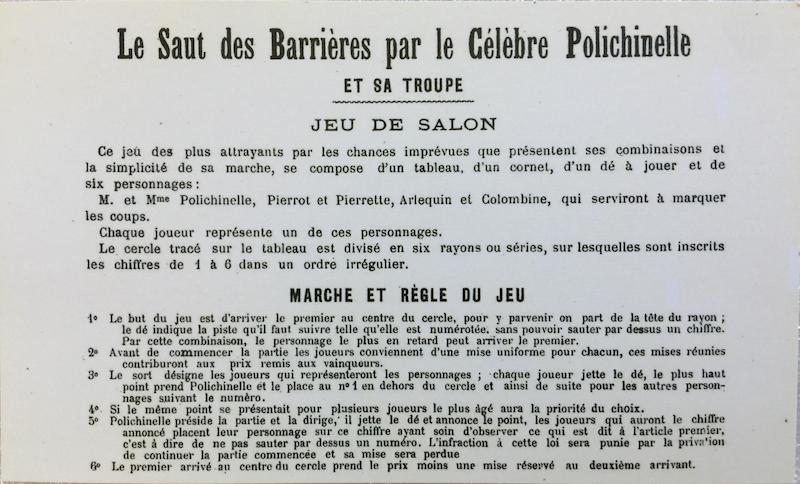 Le Saut des Barrières par le Célèbre Polichinelle
ET SA TROUPE
JEU DE SALON
Ce jeu des plus attrayants par les chances imprévues que présentent ses combinaisons et
la simplicité de sa marche, se compose d'un tableau, d'un cornet, d'un dé à jouer et de
six personnages :
M. et Mme Polichinelle, Pierrot et Pierrette, Arlequin et Colombine, qui serviront à marquer
les coups.
Chaque joueur représente un de ces personnages.
Le cercle tracé sur le tableau est divisé en six rayons ou séries, sur lesquelles sont inscrits
les chiffres de 1 à 6 dans un ordre irrégulier.
MARCHE ET RÈGLE DU JEU
1º Le but du jeu est d'arriver le premier au centre du cercle, pour y parvenir on part de la tête du rayon ;
le dé indique la piste qu'il faut suivre telle qu'elle est numérotée, sans pouvoir sauter par dessus un chiffre.
Par cette combinaison, le personnage le plus en retard peut arriver le premier.
2º Avant de commencer la partie les joueurs conviennent d'une mise uniforme pour chacun, ces mises réunies
contriburont aux prix remis aux vainqueurs.
3º Le sort désigne les joueurs qui représenteront les personnages ; chaque joueur jette le dé, le plus haut
point prend Polichinelle et le place au nº 1 en dehors du cercle et ainsi de suite pour les autres person-
nages suivant le numéro.
4º Si le même point se présentait pour plusieurs joueurs le plus âgé aura la priorité du choix.
5º Polichinelle préside la partie et la dirige, il jette le dé et annonce le point, les joueurs qui auront le chiffre
annoncé placent leur personnage sur ce chiffre ayant soin d'observer ce qui est dit à l'article premier,
c'est à dire de ne pas sauter par dessus un numéro. L'infraction à cette loi sera punie par la privation
de continuer la partie commencée et sa mise sera perdue
6º Le premier arrivé au centre du cercle prend le prix moins une mise réservé au deuxième arrivant.